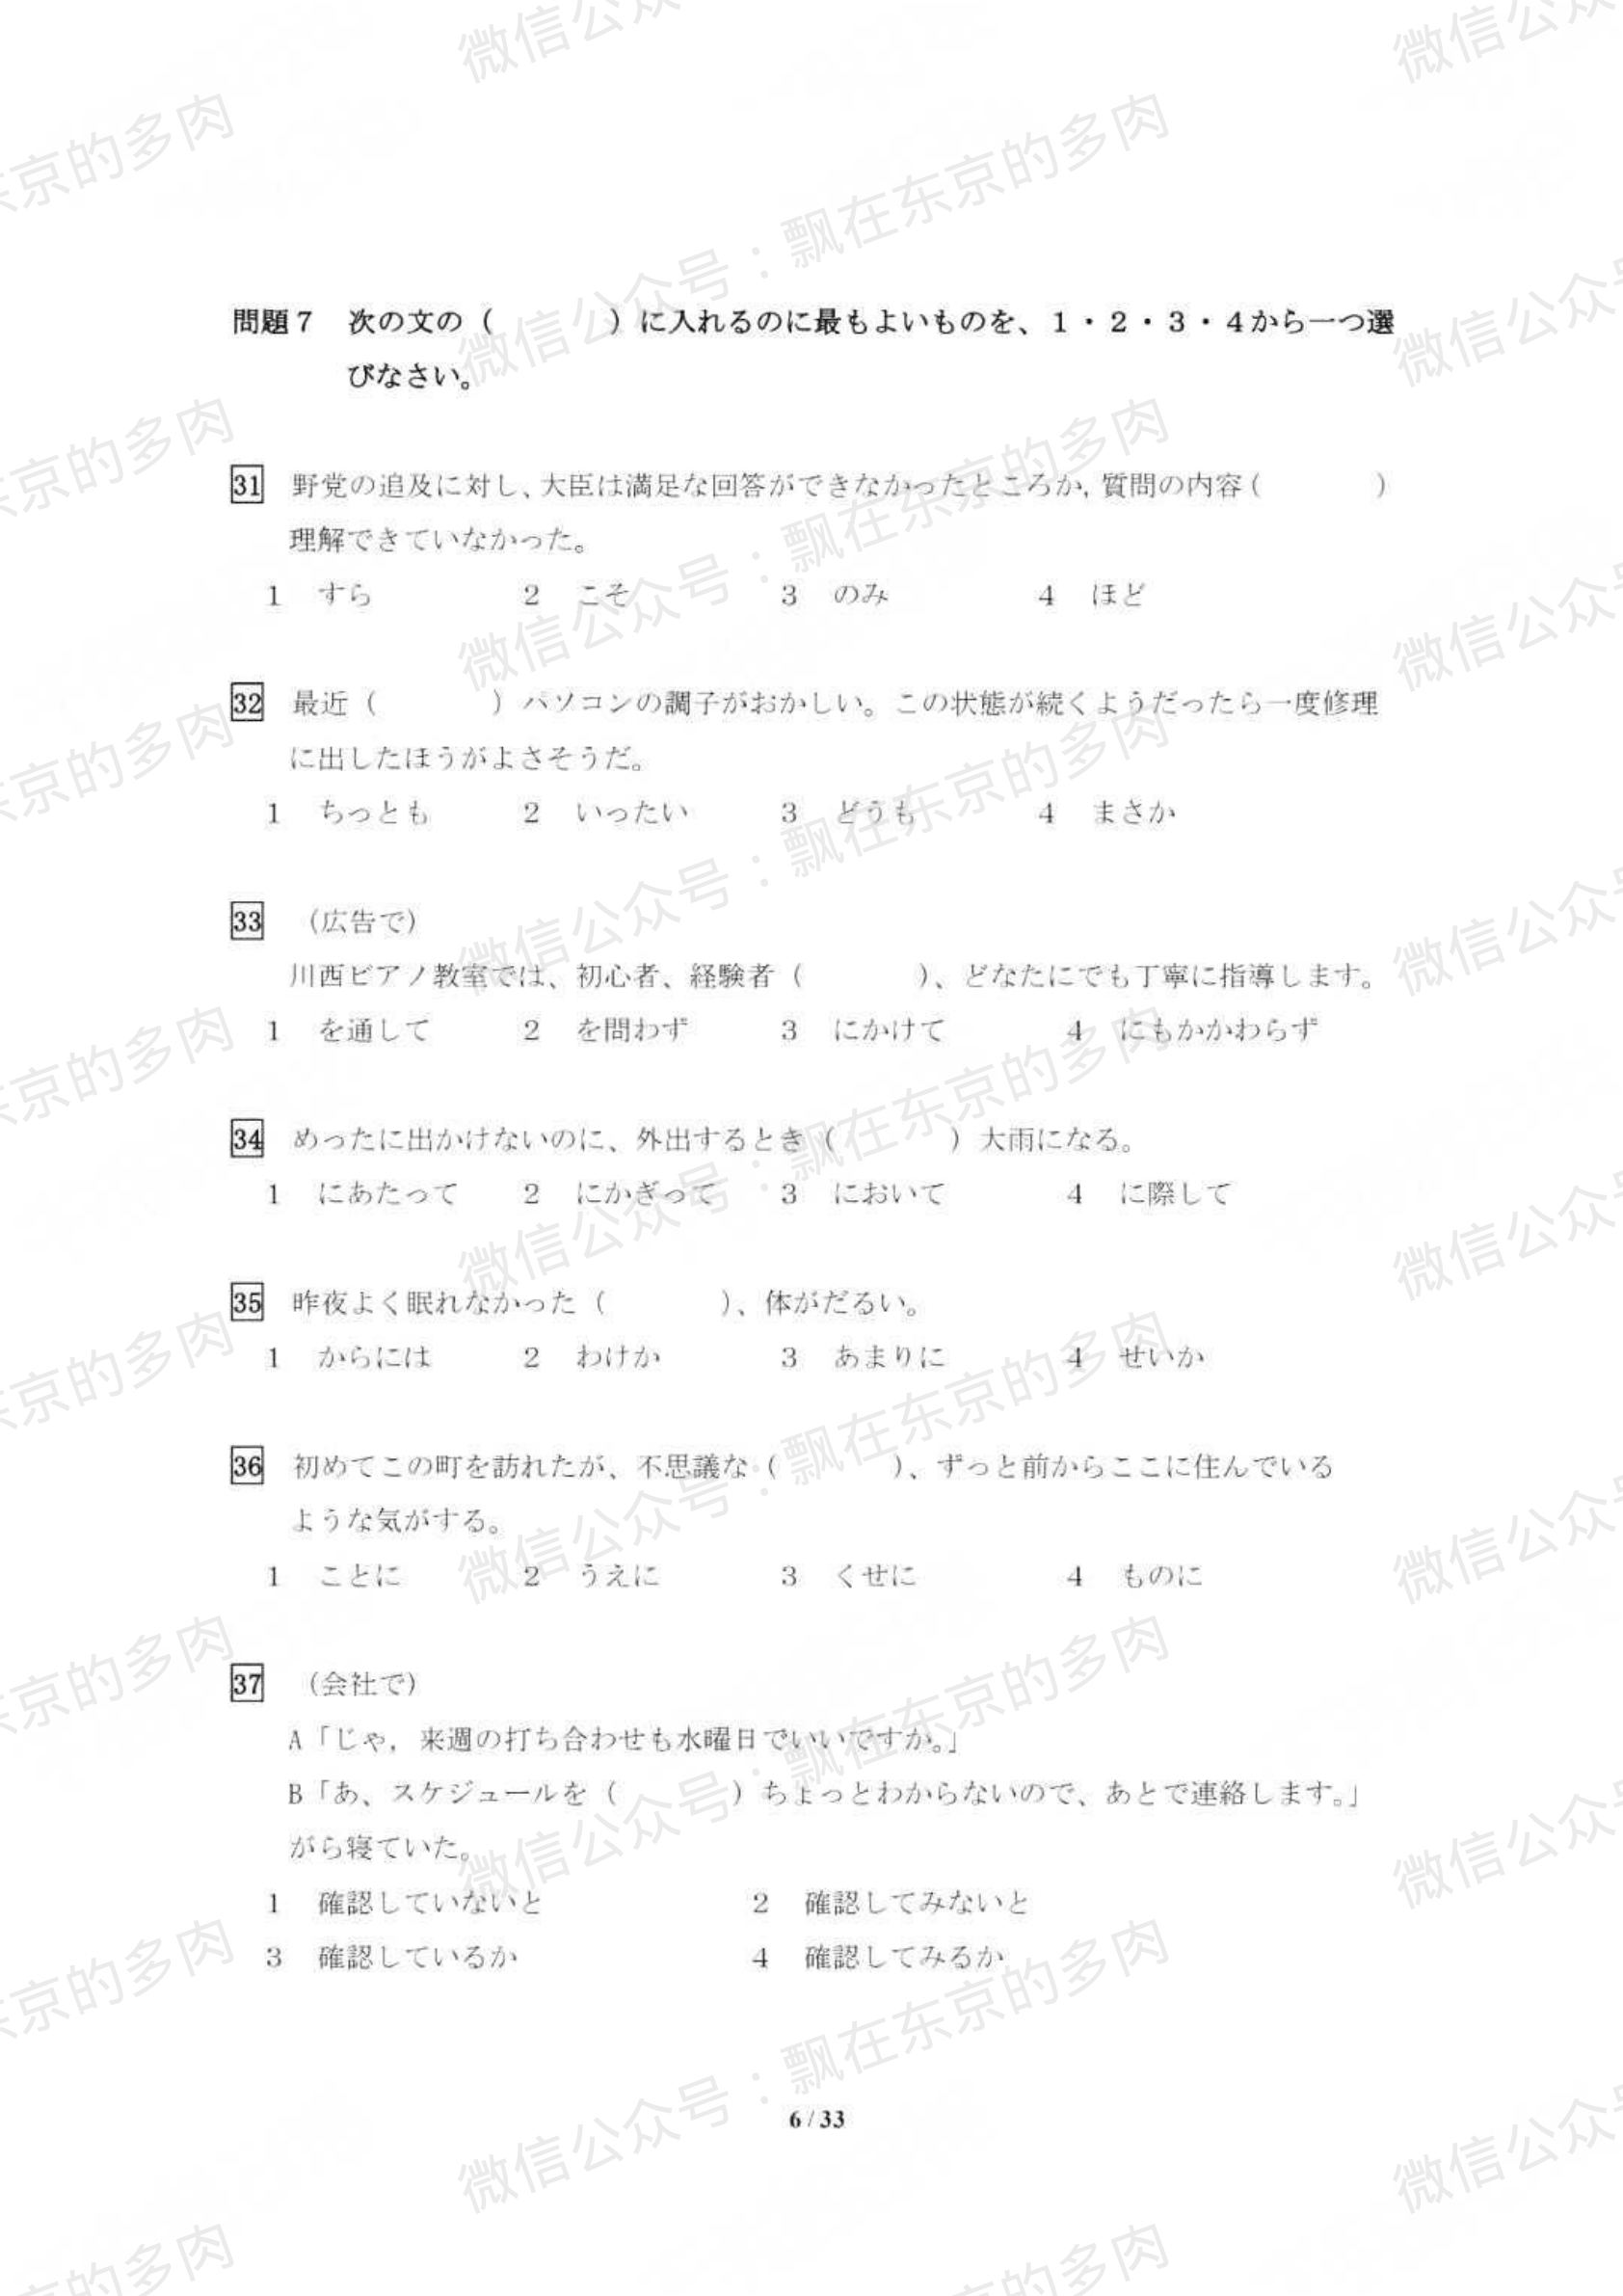 問題7 次の文の（　　　）に入れるのに最もよいものを、1・2・3・4から一つ選
びなさい。
31 野党の追及に対し、大臣は満足な回答ができなかったところか, 質問の内容（　　　）
理解できていなかった。
1 すら 2 こそ 3 のみ 4 ほど
32 最近（　　　）パソコンの調子がおかしい。この状態が続くようだったら一度修理
に出したほうがよさそうだ。
1 ちっとも 2 いったい 3 どうも 4 まさか
33 （広告で）
川西ピアノ教室では、初心者、経験者（　　　）、どなたにでも丁寧に指導します。
1 を通して 2 を問わず 3 にかけて 4 にもかかわらず
34 めったに出かけないのに、外出するとき（　　　）大雨になる。
1 にあたって 2 にかぎって 3 において 4 に際して
35 昨夜よく眠れなかった（　　　）、体がだるい。
1 からには 2 わけか 3 あまりに 4 せいか
36 初めてこの町を訪れたが、不思議な（　　　）、ずっと前からここに住んでいる
ような気がする。
1 ことに 2 うえに 3 くせに 4 ものに
37 （会社で）
A「じゃ, 来週の打ち合わせも水曜日でいいですか。」
B「あ、スケジュールを（　　　）ちょっとわからないので、あとで連絡します。」
がら寝ていた。
1 確認していないと 2 確認してみないと
3 確認しているか 4 確認してみるか
6 / 33
微信公众号：飘在东京的多肉